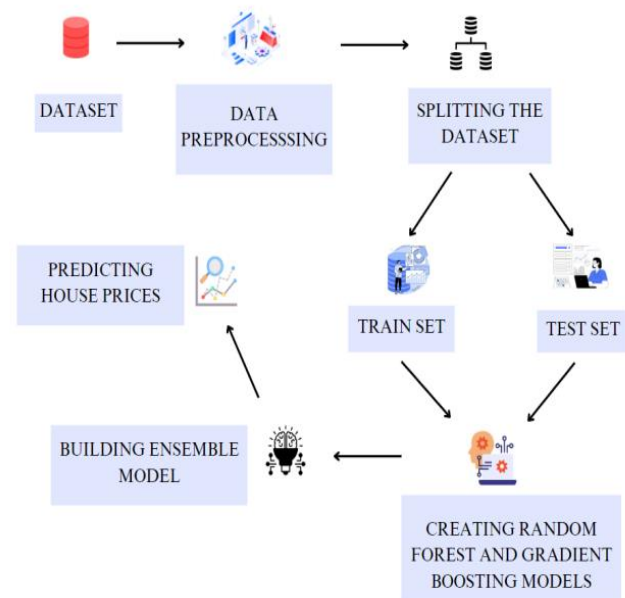 DATASET
DATA
PREPROCESSSING
SPLITTING THE
DATASET
TRAIN SET
TEST SET
CREATING RANDOM
FOREST AND GRADIENT
BOOSTING MODELS
BUILDING ENSEMBLE
MODEL
PREDICTING
HOUSE PRICES